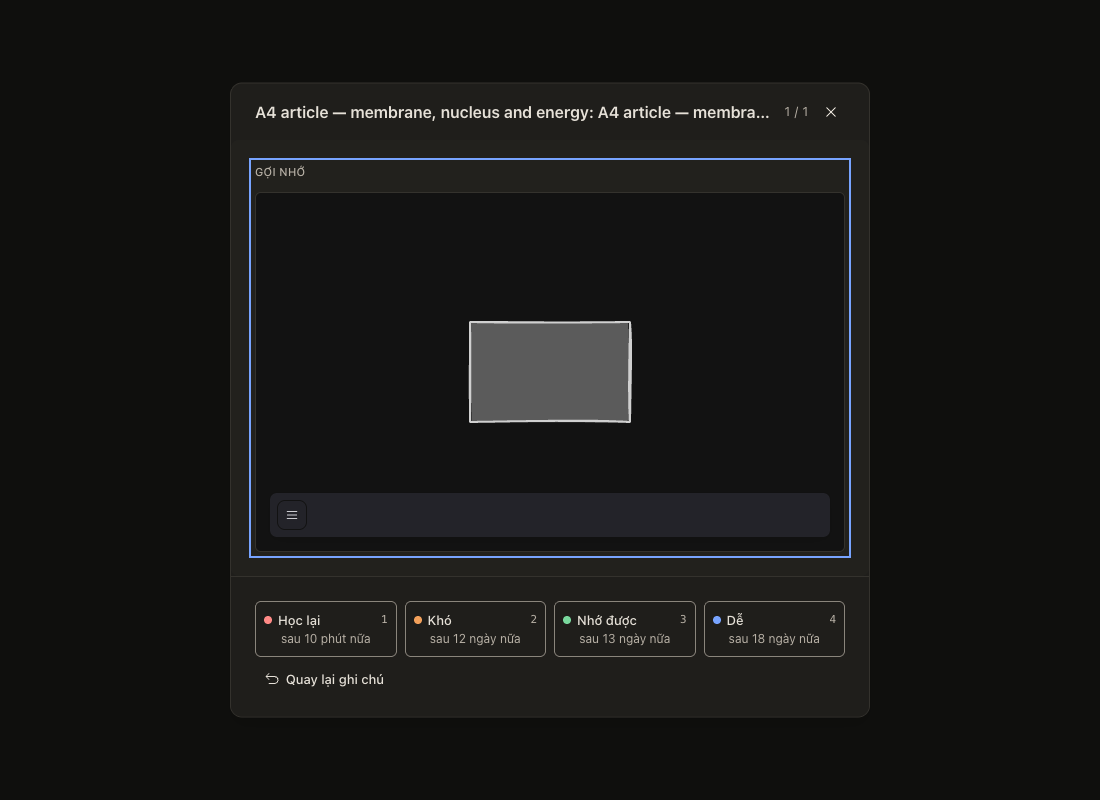 A4 article — membrane, nucleus and energy: A4 article — membra... 1 / 1
GỢI NHỚ
Học lại 1
sau 10 phút nữa
Khó 2
sau 12 ngày nữa
Nhớ được 3
sau 13 ngày nữa
Dễ 4
sau 18 ngày nữa
Quay lại ghi chú